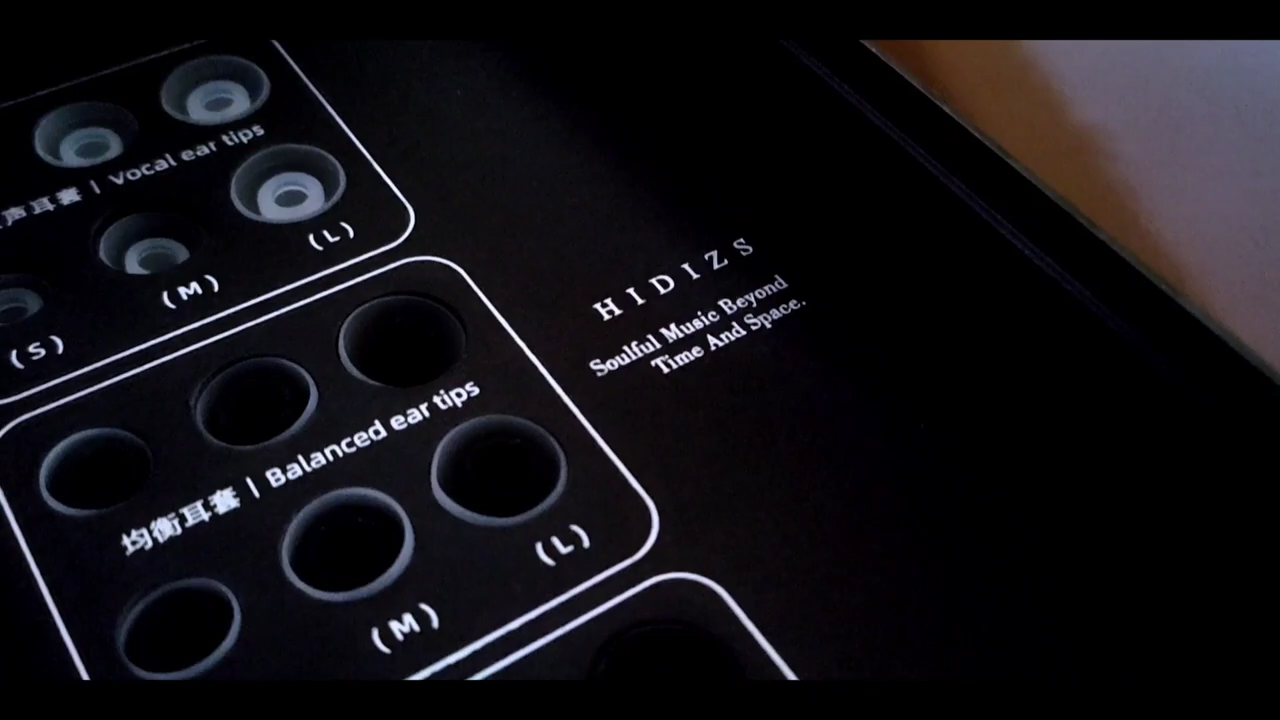 声耳套 | Vocal ear tips
(S)
(M)
(L)
均衡耳套 | Balanced ear tips
(M)
(L)
HIDIZS
Soulful Music Beyond
Time And Space.